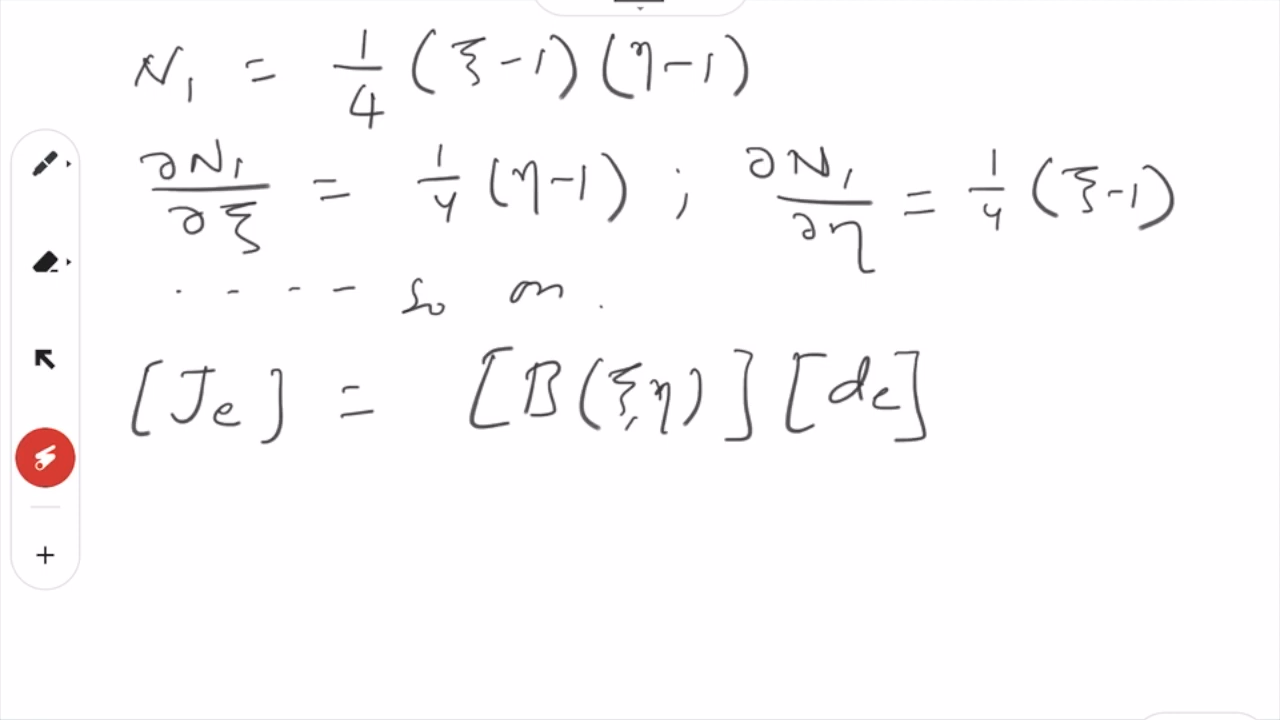 N₁ = 1/4 (ξ-1)(η-1)
∂N₁/∂ξ = 1/4 (η-1) ; ∂N₁/∂η = 1/4 (ξ-1)
. - - - so on .
[Je] = [B(ξ,η)][de]